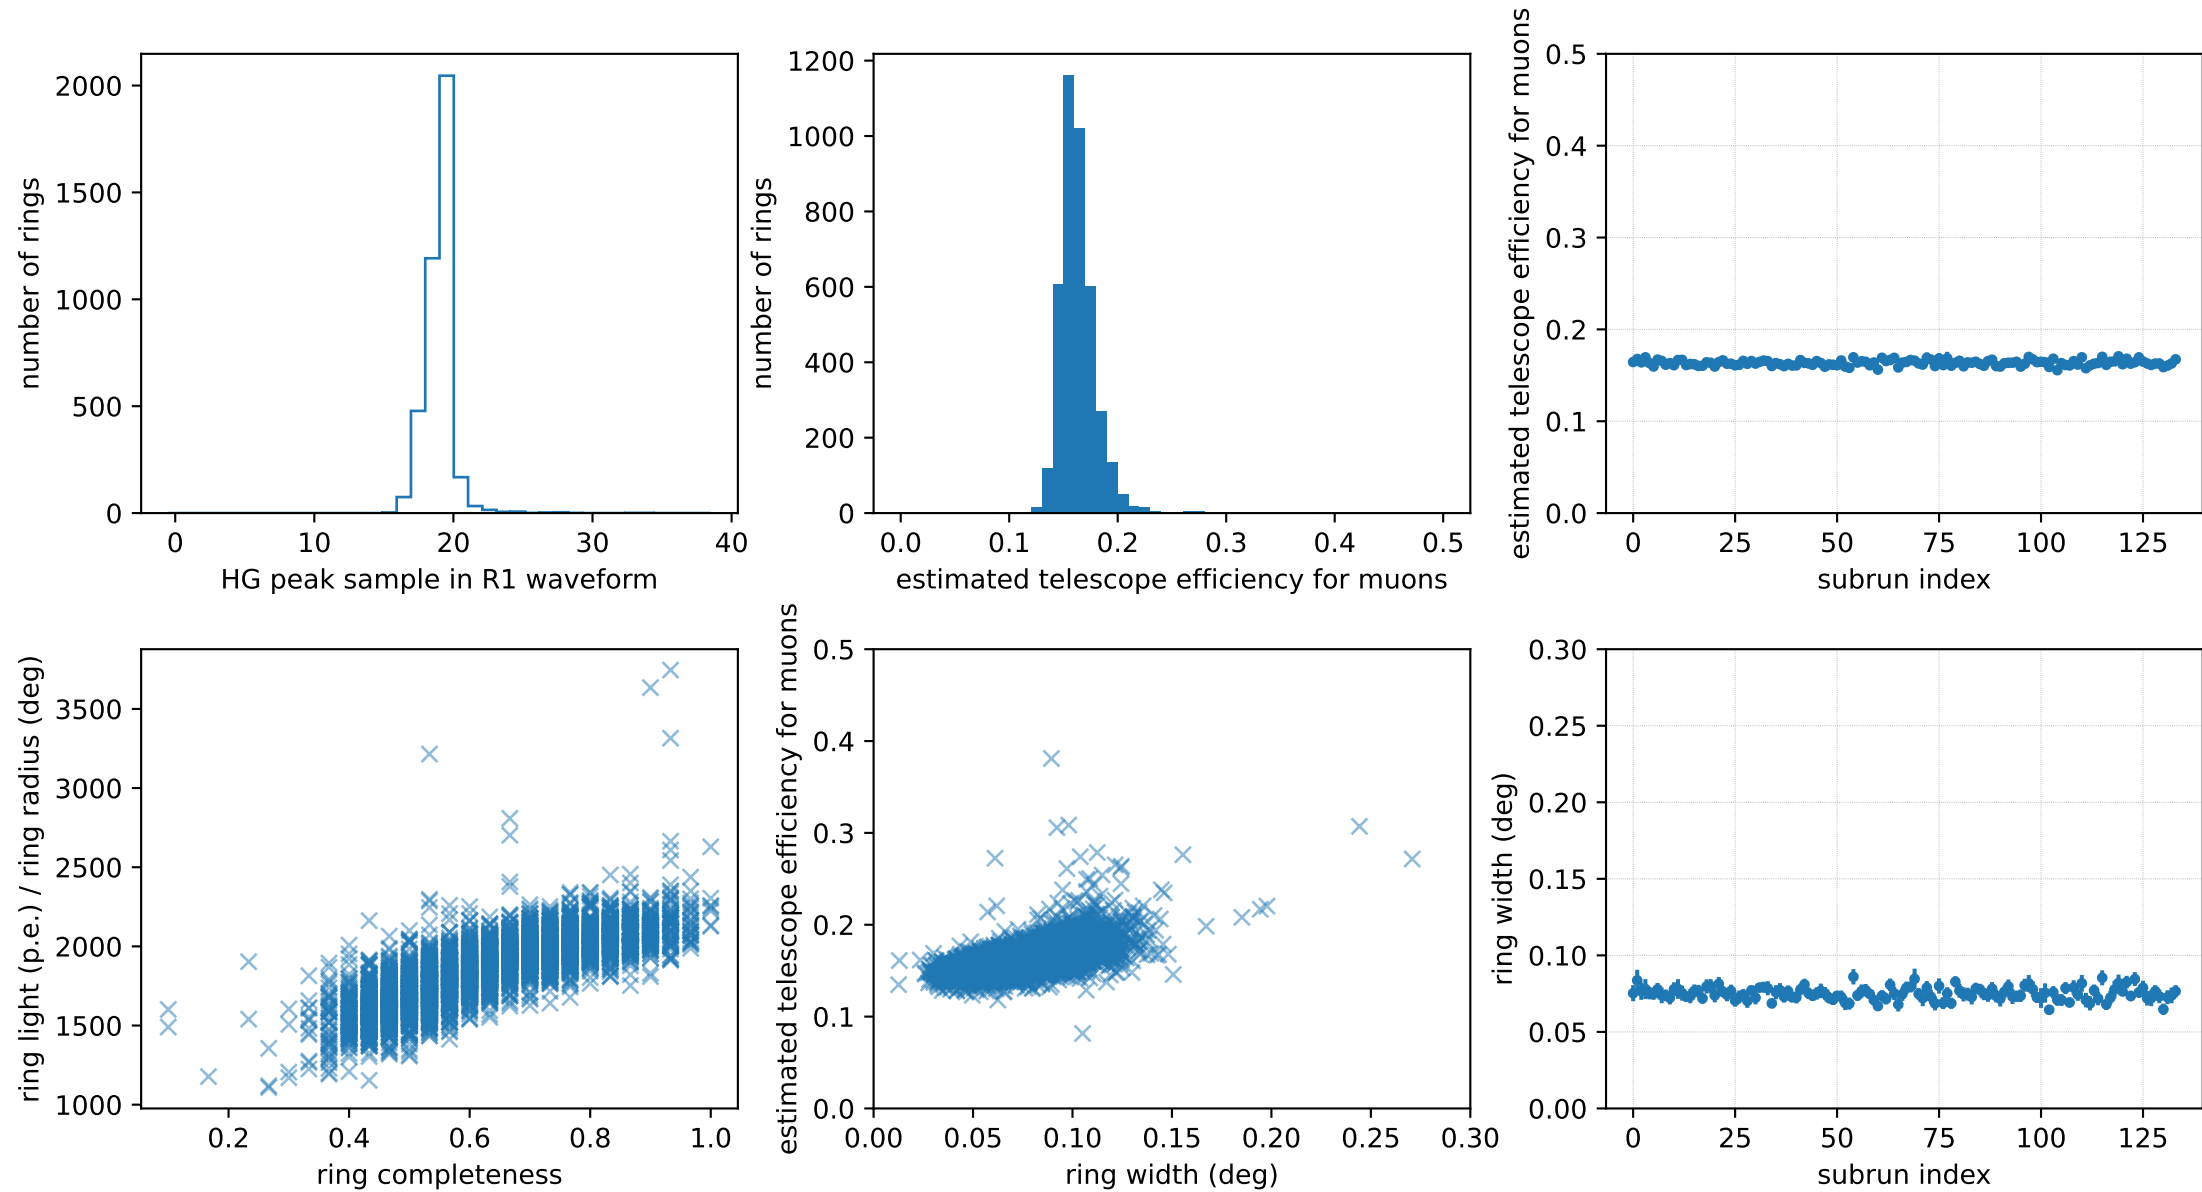 number of rings
2000
1500
1000
500
0
0 10 20 30 40
HG peak sample in R1 waveform
number of rings
1200
1000
800
600
400
200
0
0.0 0.1 0.2 0.3 0.4 0.5
estimated telescope efficiency for muons
estimated telescope efficiency for muons
0.5
0.4
0.3
0.2
0.1
0.0
0 25 50 75 100 125
subrun index
ring light (p.e.) / ring radius (deg)
3500
3000
2500
2000
1500
1000
0.2 0.4 0.6 0.8 1.0
ring completeness
estimated telescope efficiency for muons
0.5
0.4
0.3
0.2
0.1
0.0
0.00 0.05 0.10 0.15 0.20 0.25 0.30
ring width (deg)
ring width (deg)
0.30
0.25
0.20
0.15
0.10
0.05
0.00
0 25 50 75 100 125
subrun index